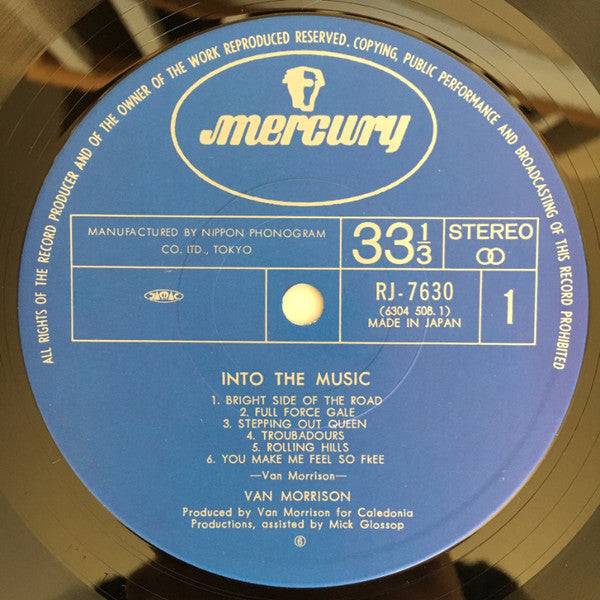 ALL RIGHTS OF THE RECORD PRODUCER AND OF THE OWNER OF THE WORK REPRODUCED RESERVED. COPYING, PUBLIC PERFORMANCE AND BROADCASTING OF THIS RECORD PROHIBITED
mercury
MANUFACTURED BY NIPPON PHONOGRAM
CO. LTD., TOKYO
33 1/3
STEREO
JAMAC
RJ-7630
(6304 508.1)
MADE IN JAPAN
1
INTO THE MUSIC
1. BRIGHT SIDE OF THE ROAD
2. FULL FORCE GALE
3. STEPPING OUT QUEEN
4. TROUBADOURS
5. ROLLING HILLS
6. YOU MAKE ME FEEL SO FREE
—Van Morrison—
VAN MORRISON
Produced by Van Morrison for Caledonia
Productions, assisted by Mick Glossop
⑥